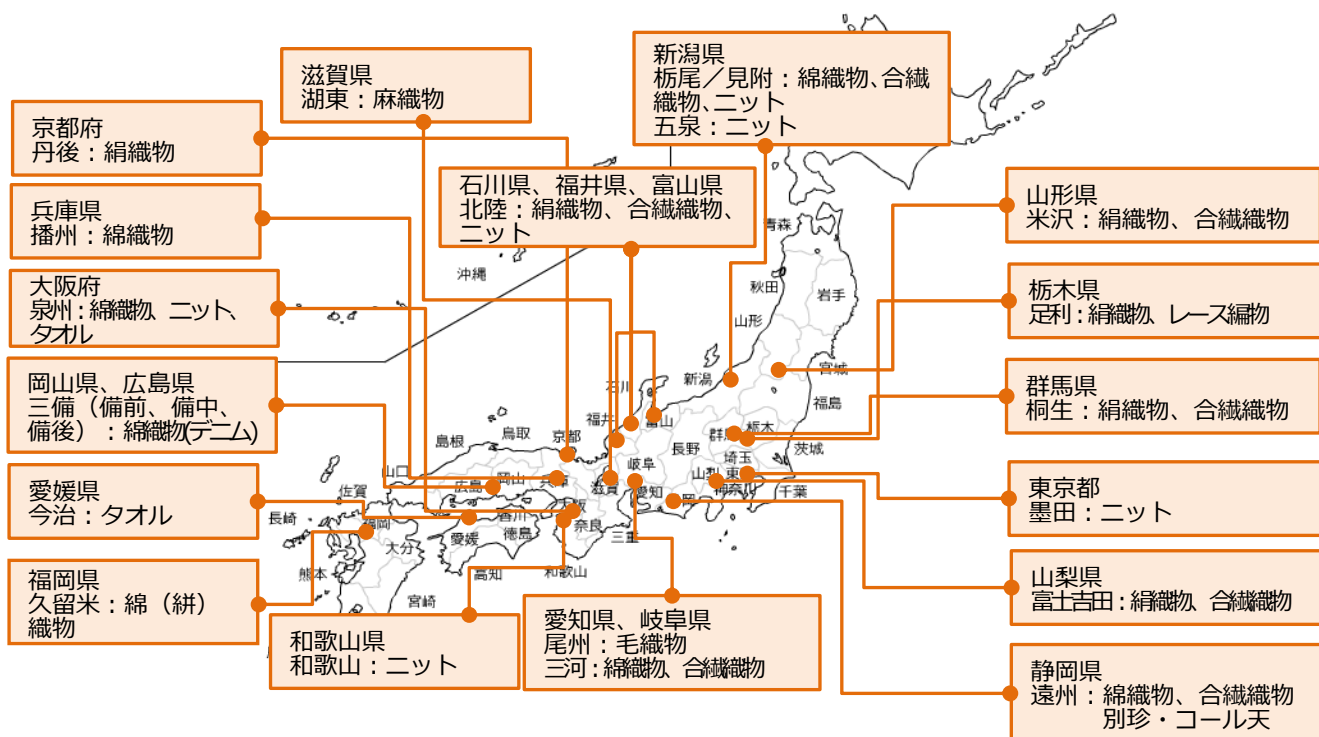 新潟県
栃尾／見附：綿織物、合繊
織物、ニット
五泉：ニット
滋賀県
湖東：麻織物
京都府
丹後：絹織物
石川県、福井県、富山県
北陸：絹織物、合繊織物、
ニット
山形県
米沢：絹織物、合繊織物
兵庫県
播州：綿織物
大阪府
泉州：綿織物、ニット、
タオル
栃木県
足利：絹織物、レース編物
岡山県、広島県
三備（備前、備中、
備後）：綿織物(デニム)
群馬県
桐生：絹織物、合繊織物
愛媛県
今治：タオル
東京都
墨田：ニット
福岡県
久留米：綿（絣）
織物
山梨県
富士吉田：絹織物、合繊織物
和歌山県
和歌山：ニット
愛知県、岐阜県
尾州：毛織物
三河：綿織物、合繊織物
静岡県
遠州：綿織物、合繊織物
別珍・コール天
青森
沖縄
秋田
岩手
山形
宮城
新潟
石川
福島
福井
富山
群馬
栃木
島根
鳥取
京都
長野
茨城
埼玉
岐阜
山口
岡山
兵庫
滋賀
山梨
東
広島
愛知
岡
神奈川
千葉
佐賀
長崎
福岡
香川
大阪
奈良
大分
愛媛
徳島
三重
熊本
高知
和歌山
宮崎